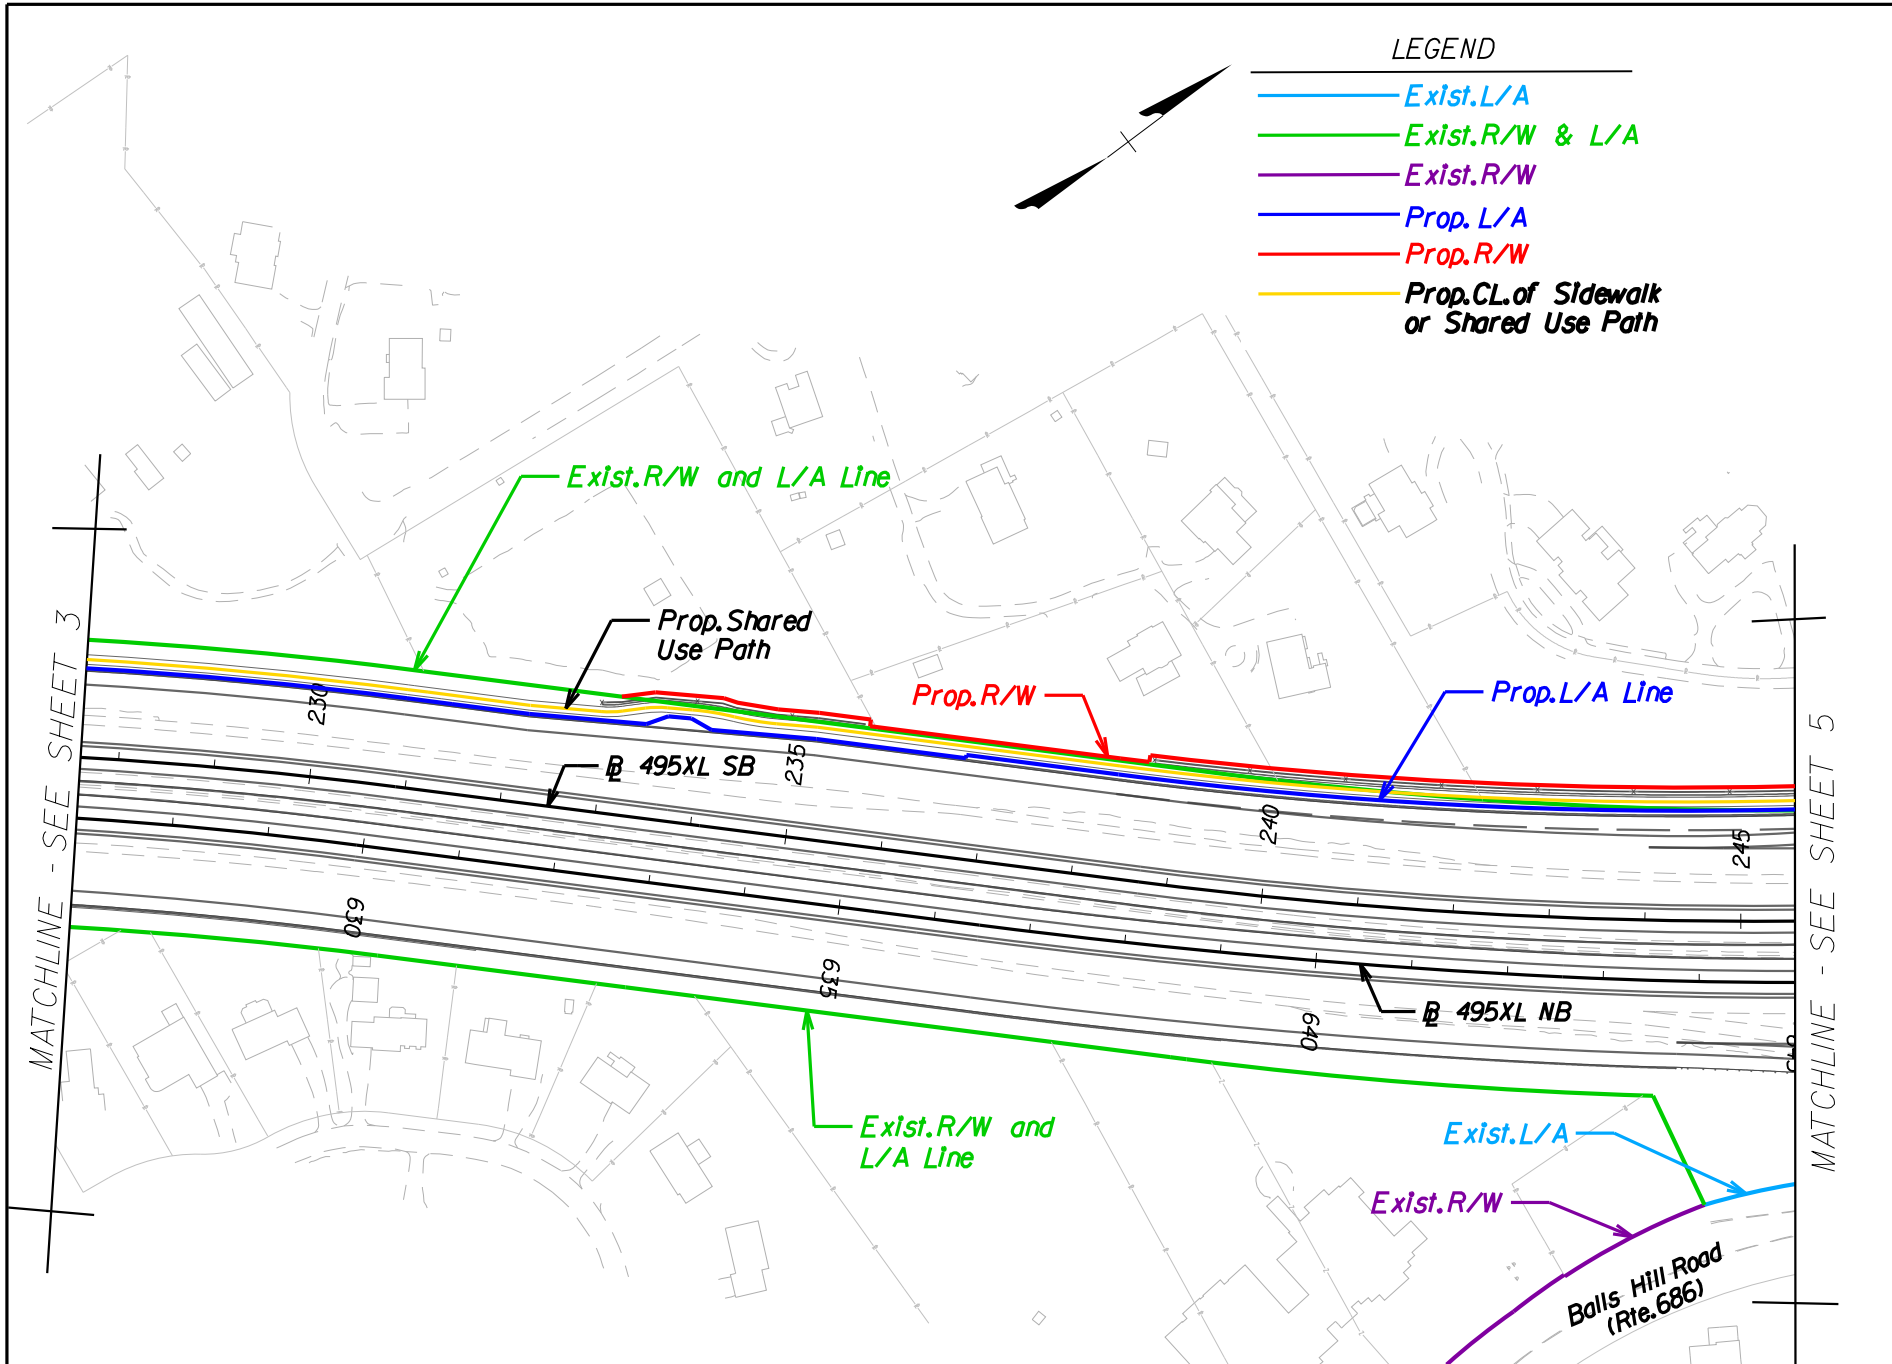 LEGEND
Exist. L/A
Exist. R/W & L/A
Exist. R/W
Prop. L/A
Prop. R/W
Prop. CL. of Sidewalk
or Shared Use Path
Exist. R/W and L/A Line
Prop. Shared
Use Path
Prop. R/W
Prop. L/A Line
230
235
240
245
BL 495XL SB
BL 495XL NB
630
635
640
Exist. R/W and
L/A Line
Exist. L/A
Exist. R/W
Balls Hill Road
(Rte. 686)
MATCHLINE - SEE SHEET 3
MATCHLINE - SEE SHEET 5